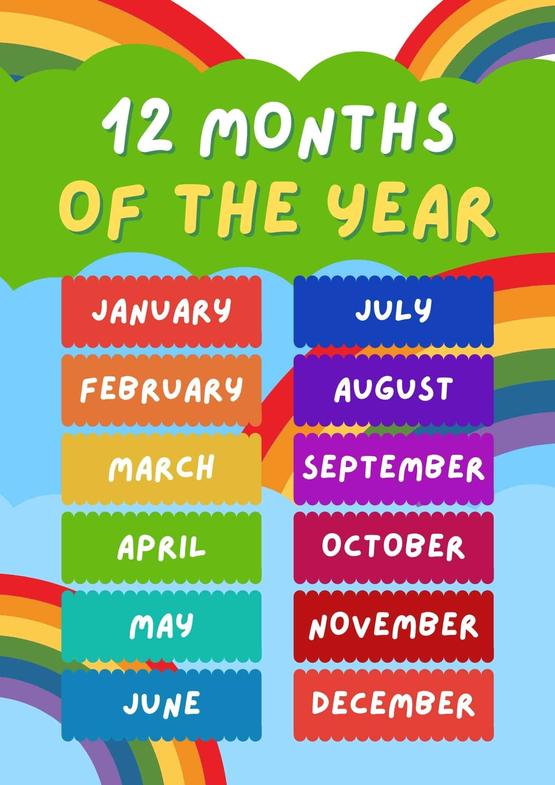 12 MONTHS
OF THE YEAR
JANUARY
FEBRUARY
MARCH
APRIL
MAY
JUNE
JULY
AUGUST
SEPTEMBER
OCTOBER
NOVEMBER
DECEMBER